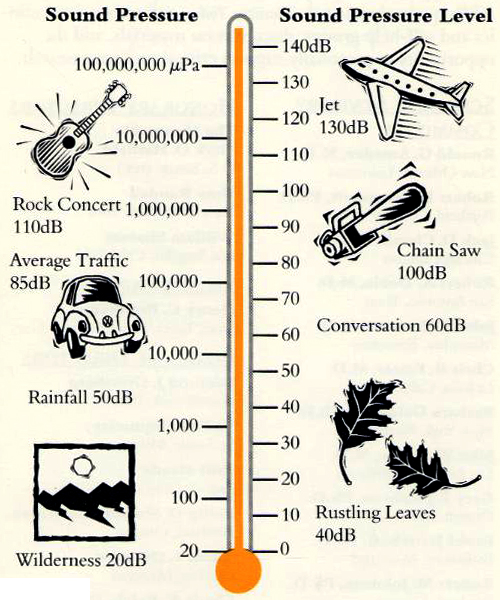 Sound Pressure
Sound Pressure Level
140dB
100,000,000 µPa
130
Jet
130dB
120
10,000,000
110
100
Rock Concert
110dB
1,000,000
90
Chain Saw
100dB
Average Traffic
85dB
80
100,000
70
Conversation 60dB
60
10,000
50
Rainfall 50dB
40
1,000
30
20
100
10
Rustling Leaves
40dB
20
0
Wilderness 20dB